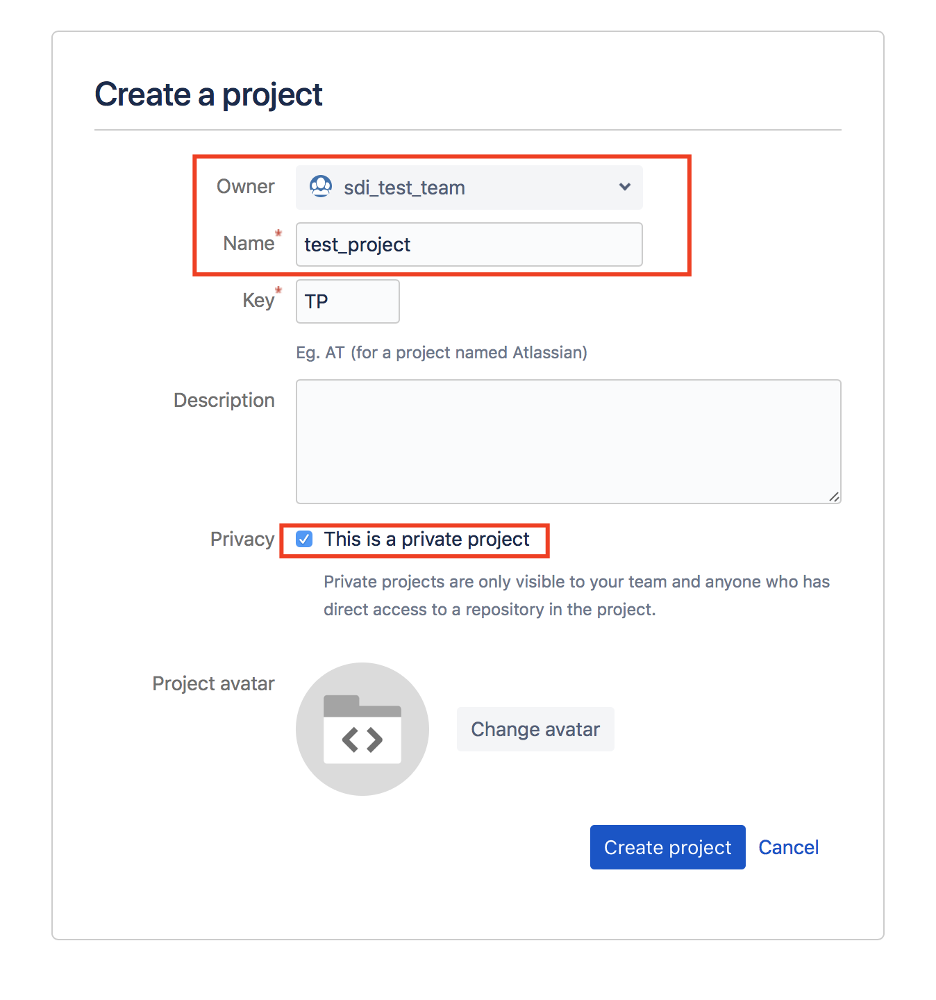 Create a project
Owner sdi_test_team
Name* test_project
Key* TP
Eg. AT (for a project named Atlassian)
Description
Privacy This is a private project
Private projects are only visible to your team and anyone who has
direct access to a repository in the project.
Project avatar
Change avatar
Create project Cancel